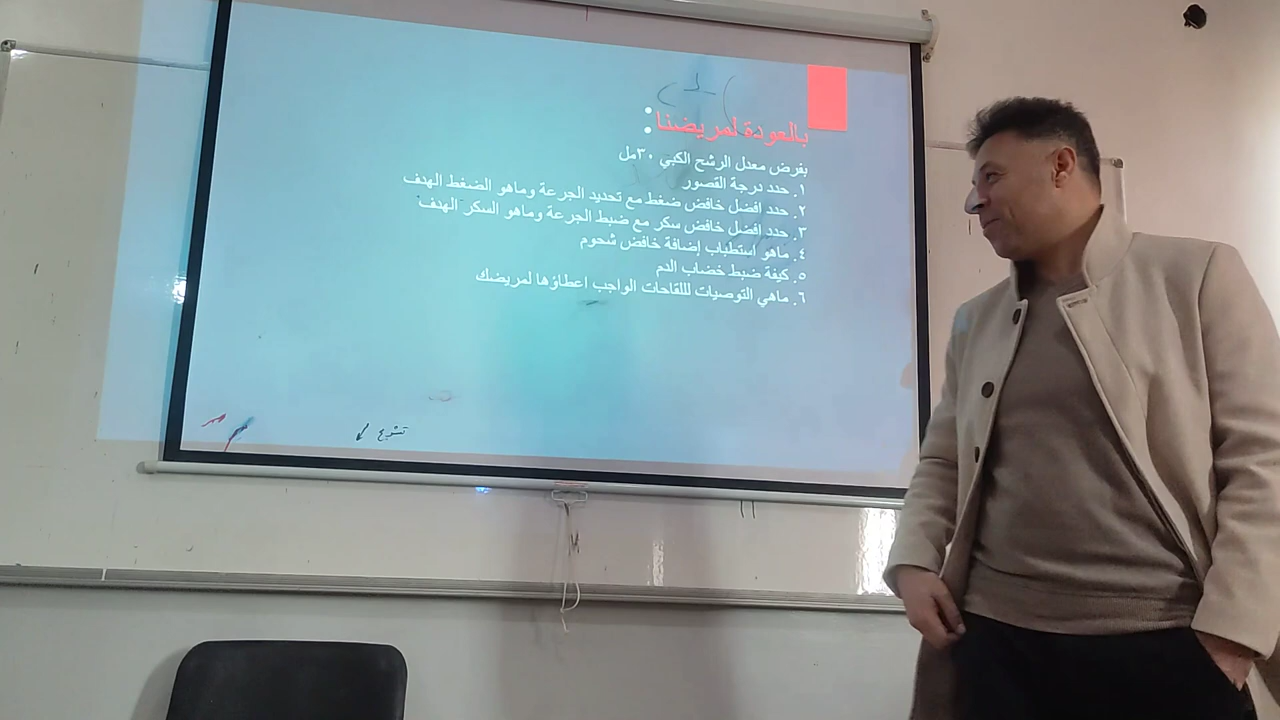 بالعودة لمريضنا:
بفرض معدل الرشح الكبي ٣٠مل
١. حدد درجة القصور
٢. حدد افضل خافض ضغط مع تحديد الجرعة وماهو الضغط الهدف
٣. حدد افضل خافض سكر مع ضبط الجرعة وماهو السكر الهدف
٤. ماهو استطباب إضافة خافض شحوم
٥. كيفة ضبط خضاب الدم
٦. ماهي التوصيات لللقاحات الواجب اعطاؤها لمريضك
تشريح